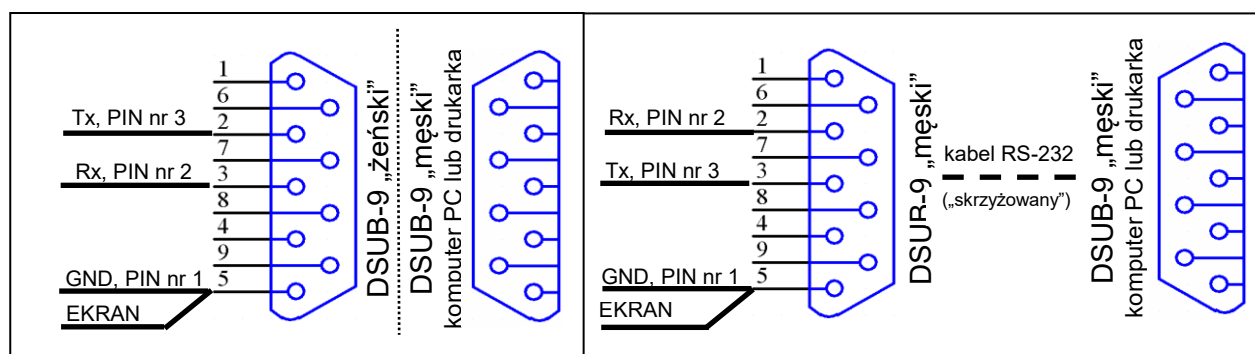 1
6
Tx, PIN nr 3
2
7
Rx, PIN nr 2
3
8
4
9
GND, PIN nr 1
5
EKRAN
DSUB-9 „żeński”
DSUB-9 „męski”
komputer PC lub drukarka
1
6
Rx, PIN nr 2
2
7
Tx, PIN nr 3
3
8
4
9
GND, PIN nr 1
5
EKRAN
DSUB-9 „męski”
kabel RS-232
(„skrzyżowany”)
DSUB-9 „męski”
komputer PC lub drukarka